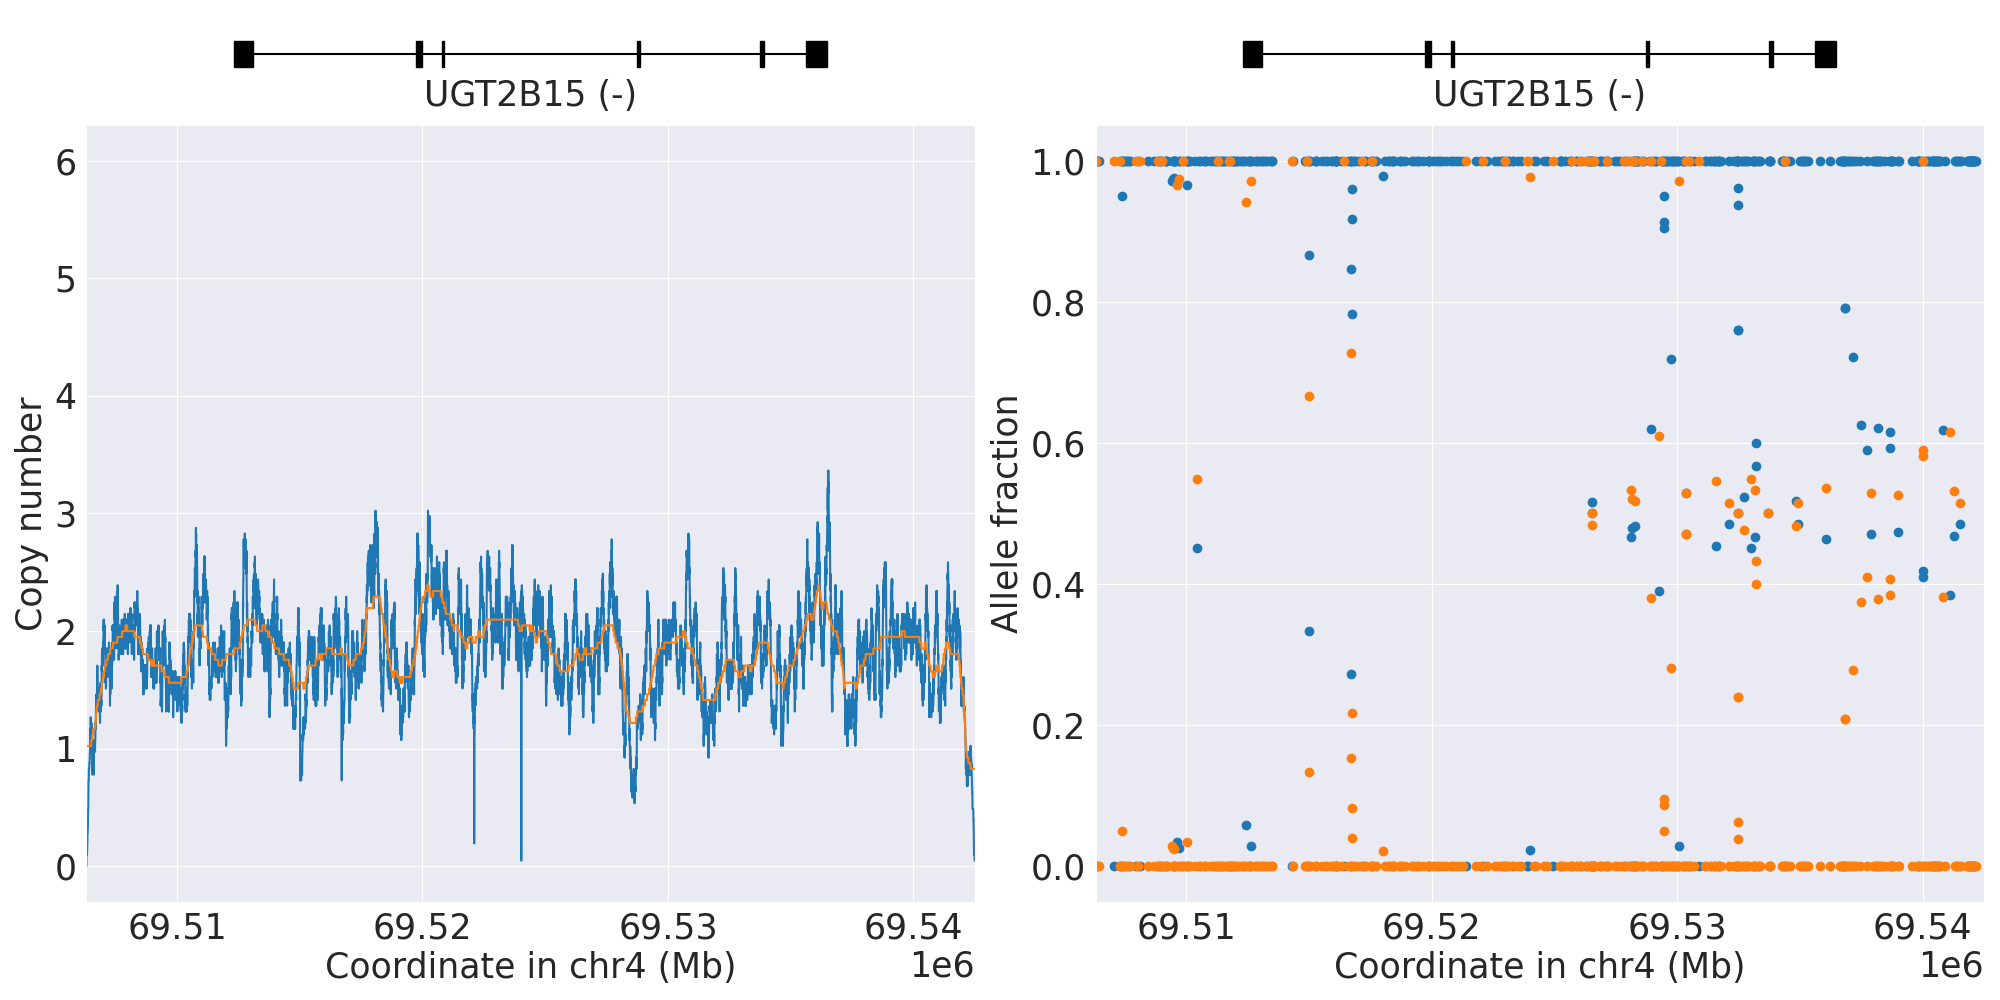 UGT2B15 (-)
6
5
4
3
2
1
0
Copy number
69.51 69.52 69.53 69.54
Coordinate in chr4 (Mb) 1e6
UGT2B15 (-)
1.0
0.8
0.6
0.4
0.2
0.0
Allele fraction
69.51 69.52 69.53 69.54
Coordinate in chr4 (Mb) 1e6